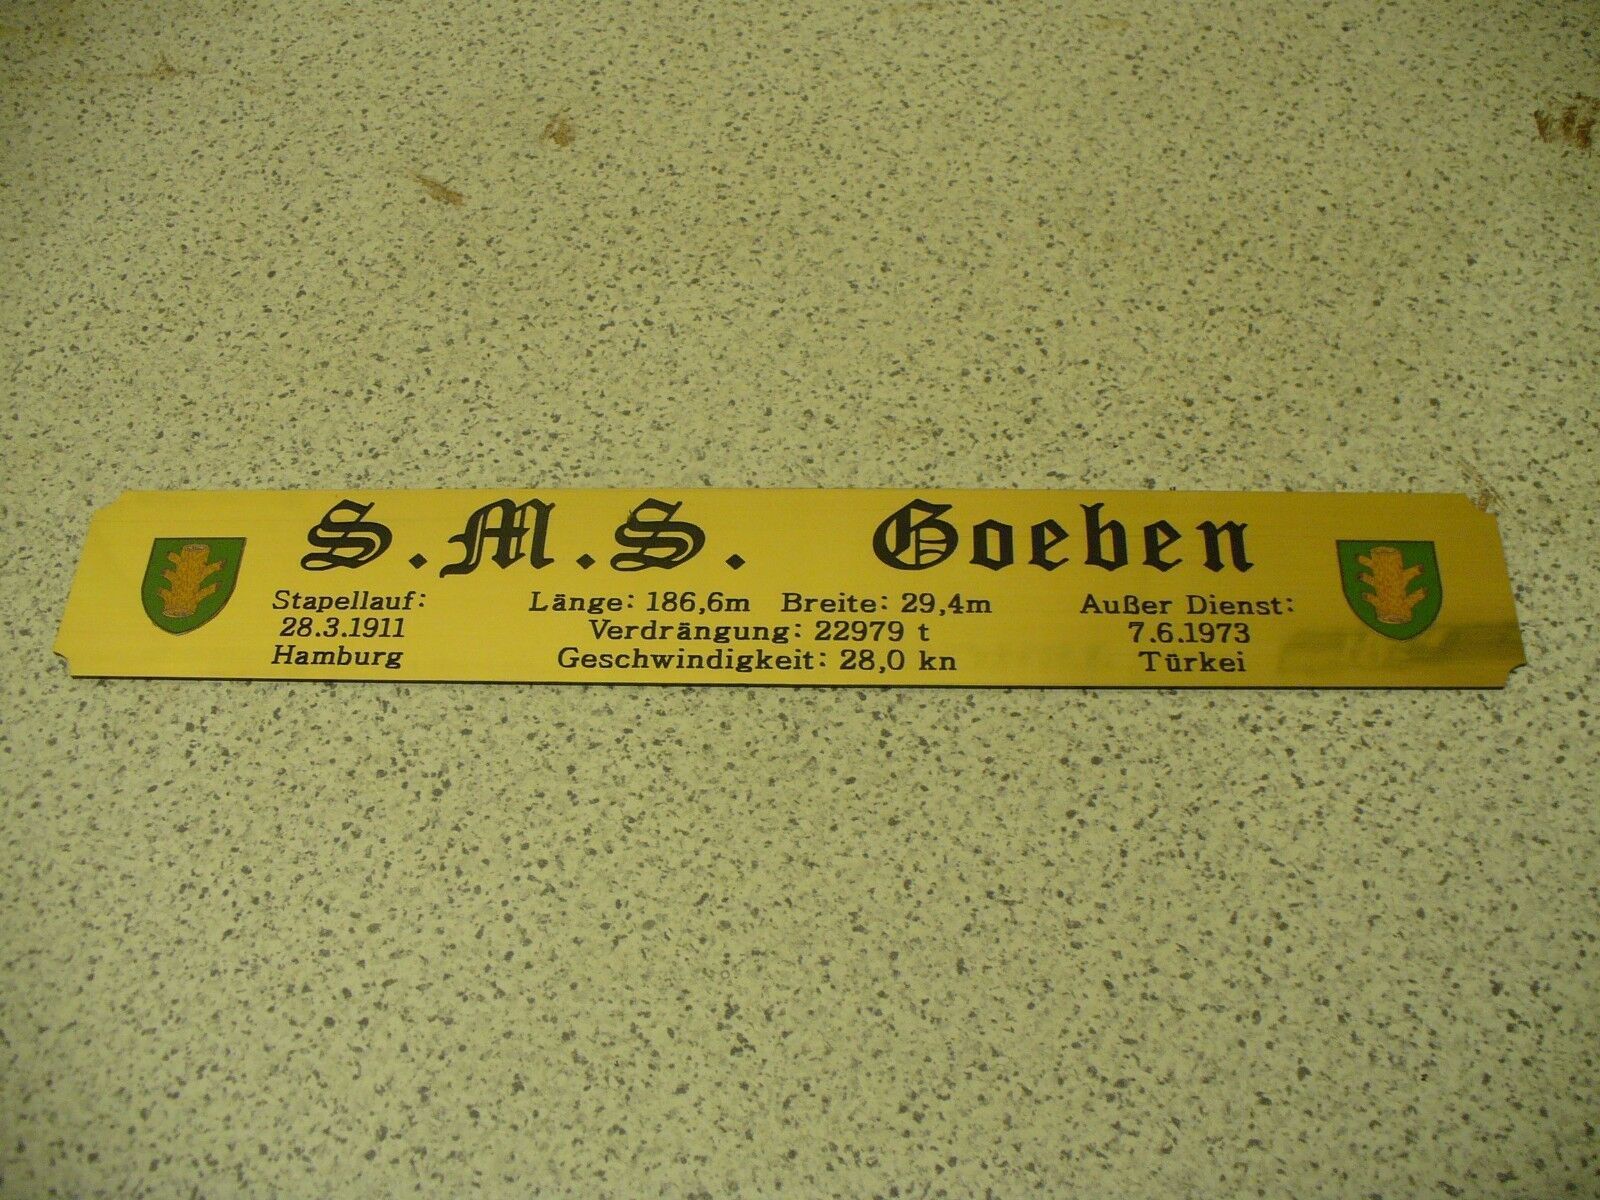 S.M.S. Goeben
Stapellauf:
28.3.1911
Hamburg
Länge: 186,6m Breite: 29,4m
Verdrängung: 22979 t
Geschwindigkeit: 28,0 kn
Außer Dienst:
7.6.1973
Türkei